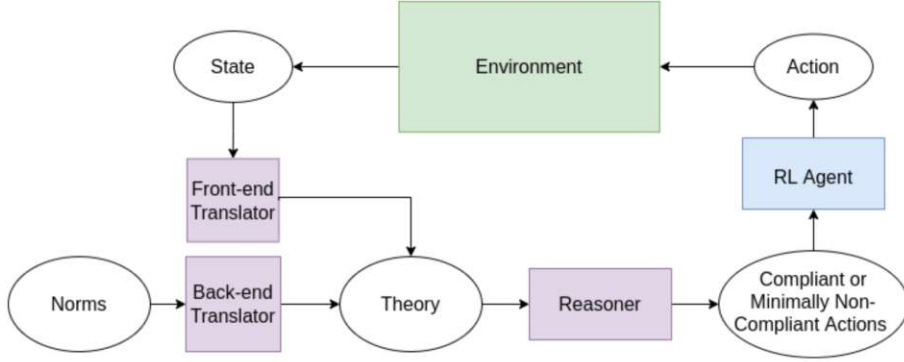 State
Environment
Action
Front-end
Translator
RL Agent
Norms
Back-end
Translator
Theory
Reasoner
Compliant or
Minimally Non-
Compliant Actions